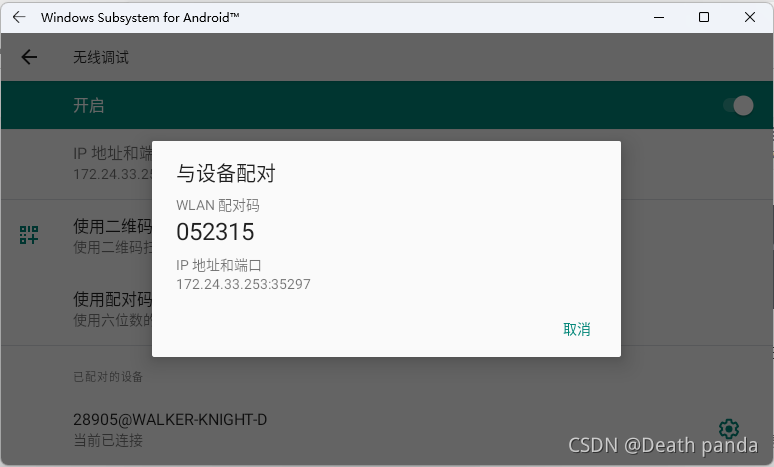 Windows Subsystem for Android™
无线调试
开启
IP 地址和端
172.24.33.25
与设备配对
WLAN 配对码
052315
IP 地址和端口
172.24.33.253:35297
取消
使用二维码
使用二维码扫
使用配对码
使用六位数的
已配对的设备
28905@WALKER-KNIGHT-D
当前已连接
CSDN @Death panda